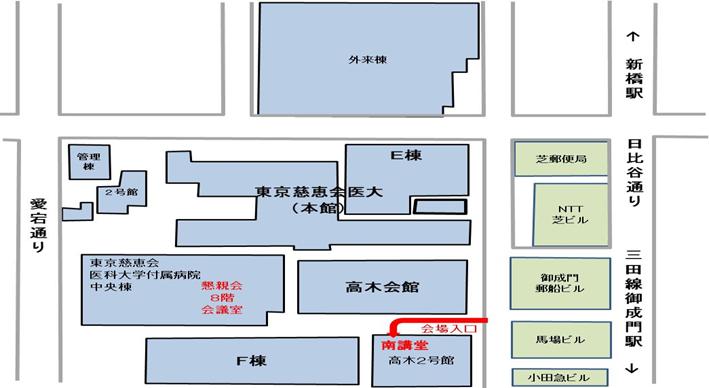 外来棟
↑
新橋駅
管理
棟
2号館
E棟
東京慈恵会医大
（本館）
芝郵便局
NTT
芝ビル
日比谷通り
愛宕通り
東京慈恵会
医科大学付属病院
中央棟
懇親会
8階
会議室
高木会館
御成門
郵船ビル
三田線御成門駅
↓
会場入口
南講堂
高木2号館
F棟
馬場ビル
小田急ビル